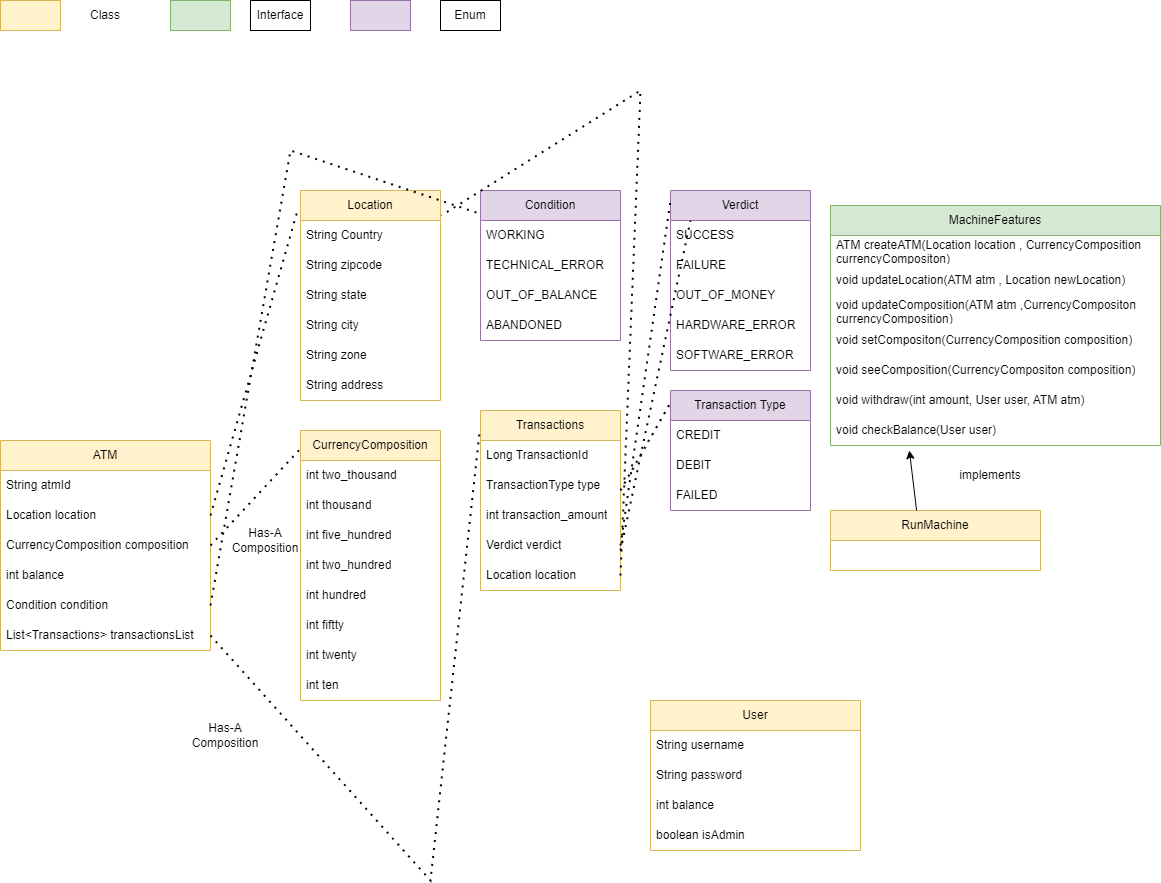 Class
Interface
Enum
Location
String Country
String zipcode
String state
String city
String zone
String address
Condition
WORKING
TECHNICAL_ERROR
OUT_OF_BALANCE
ABANDONED
Verdict
SUCCESS
FAILURE
OUT_OF_MONEY
HARDWARE_ERROR
SOFTWARE_ERROR
MachineFeatures
ATM createATM(Location location , CurrencyComposition
currencyCompositon)
void updateLocation(ATM atm , Location newLocation)
void updateComposition(ATM atm ,CurrencyCompositon
currencyComposition)
void setCompositon(CurrencyComposition composition)
void seeComposition(CurrencyCompositon composition)
void withdraw(int amount, User user, ATM atm)
void checkBalance(User user)
Transaction Type
CREDIT
DEBIT
FAILED
Transactions
Long TransactionId
TransactionType type
int transaction_amount
Verdict verdict
Location location
CurrencyComposition
int two_thousand
int thousand
int five_hundred
int two_hundred
int hundred
int fiftty
int twenty
int ten
ATM
String atmId
Location location
CurrencyComposition composition
int balance
Condition condition
List<Transactions> transactionsList
Has-A
Composition
implements
RunMachine
Has-A
Composition
User
String username
String password
int balance
boolean isAdmin